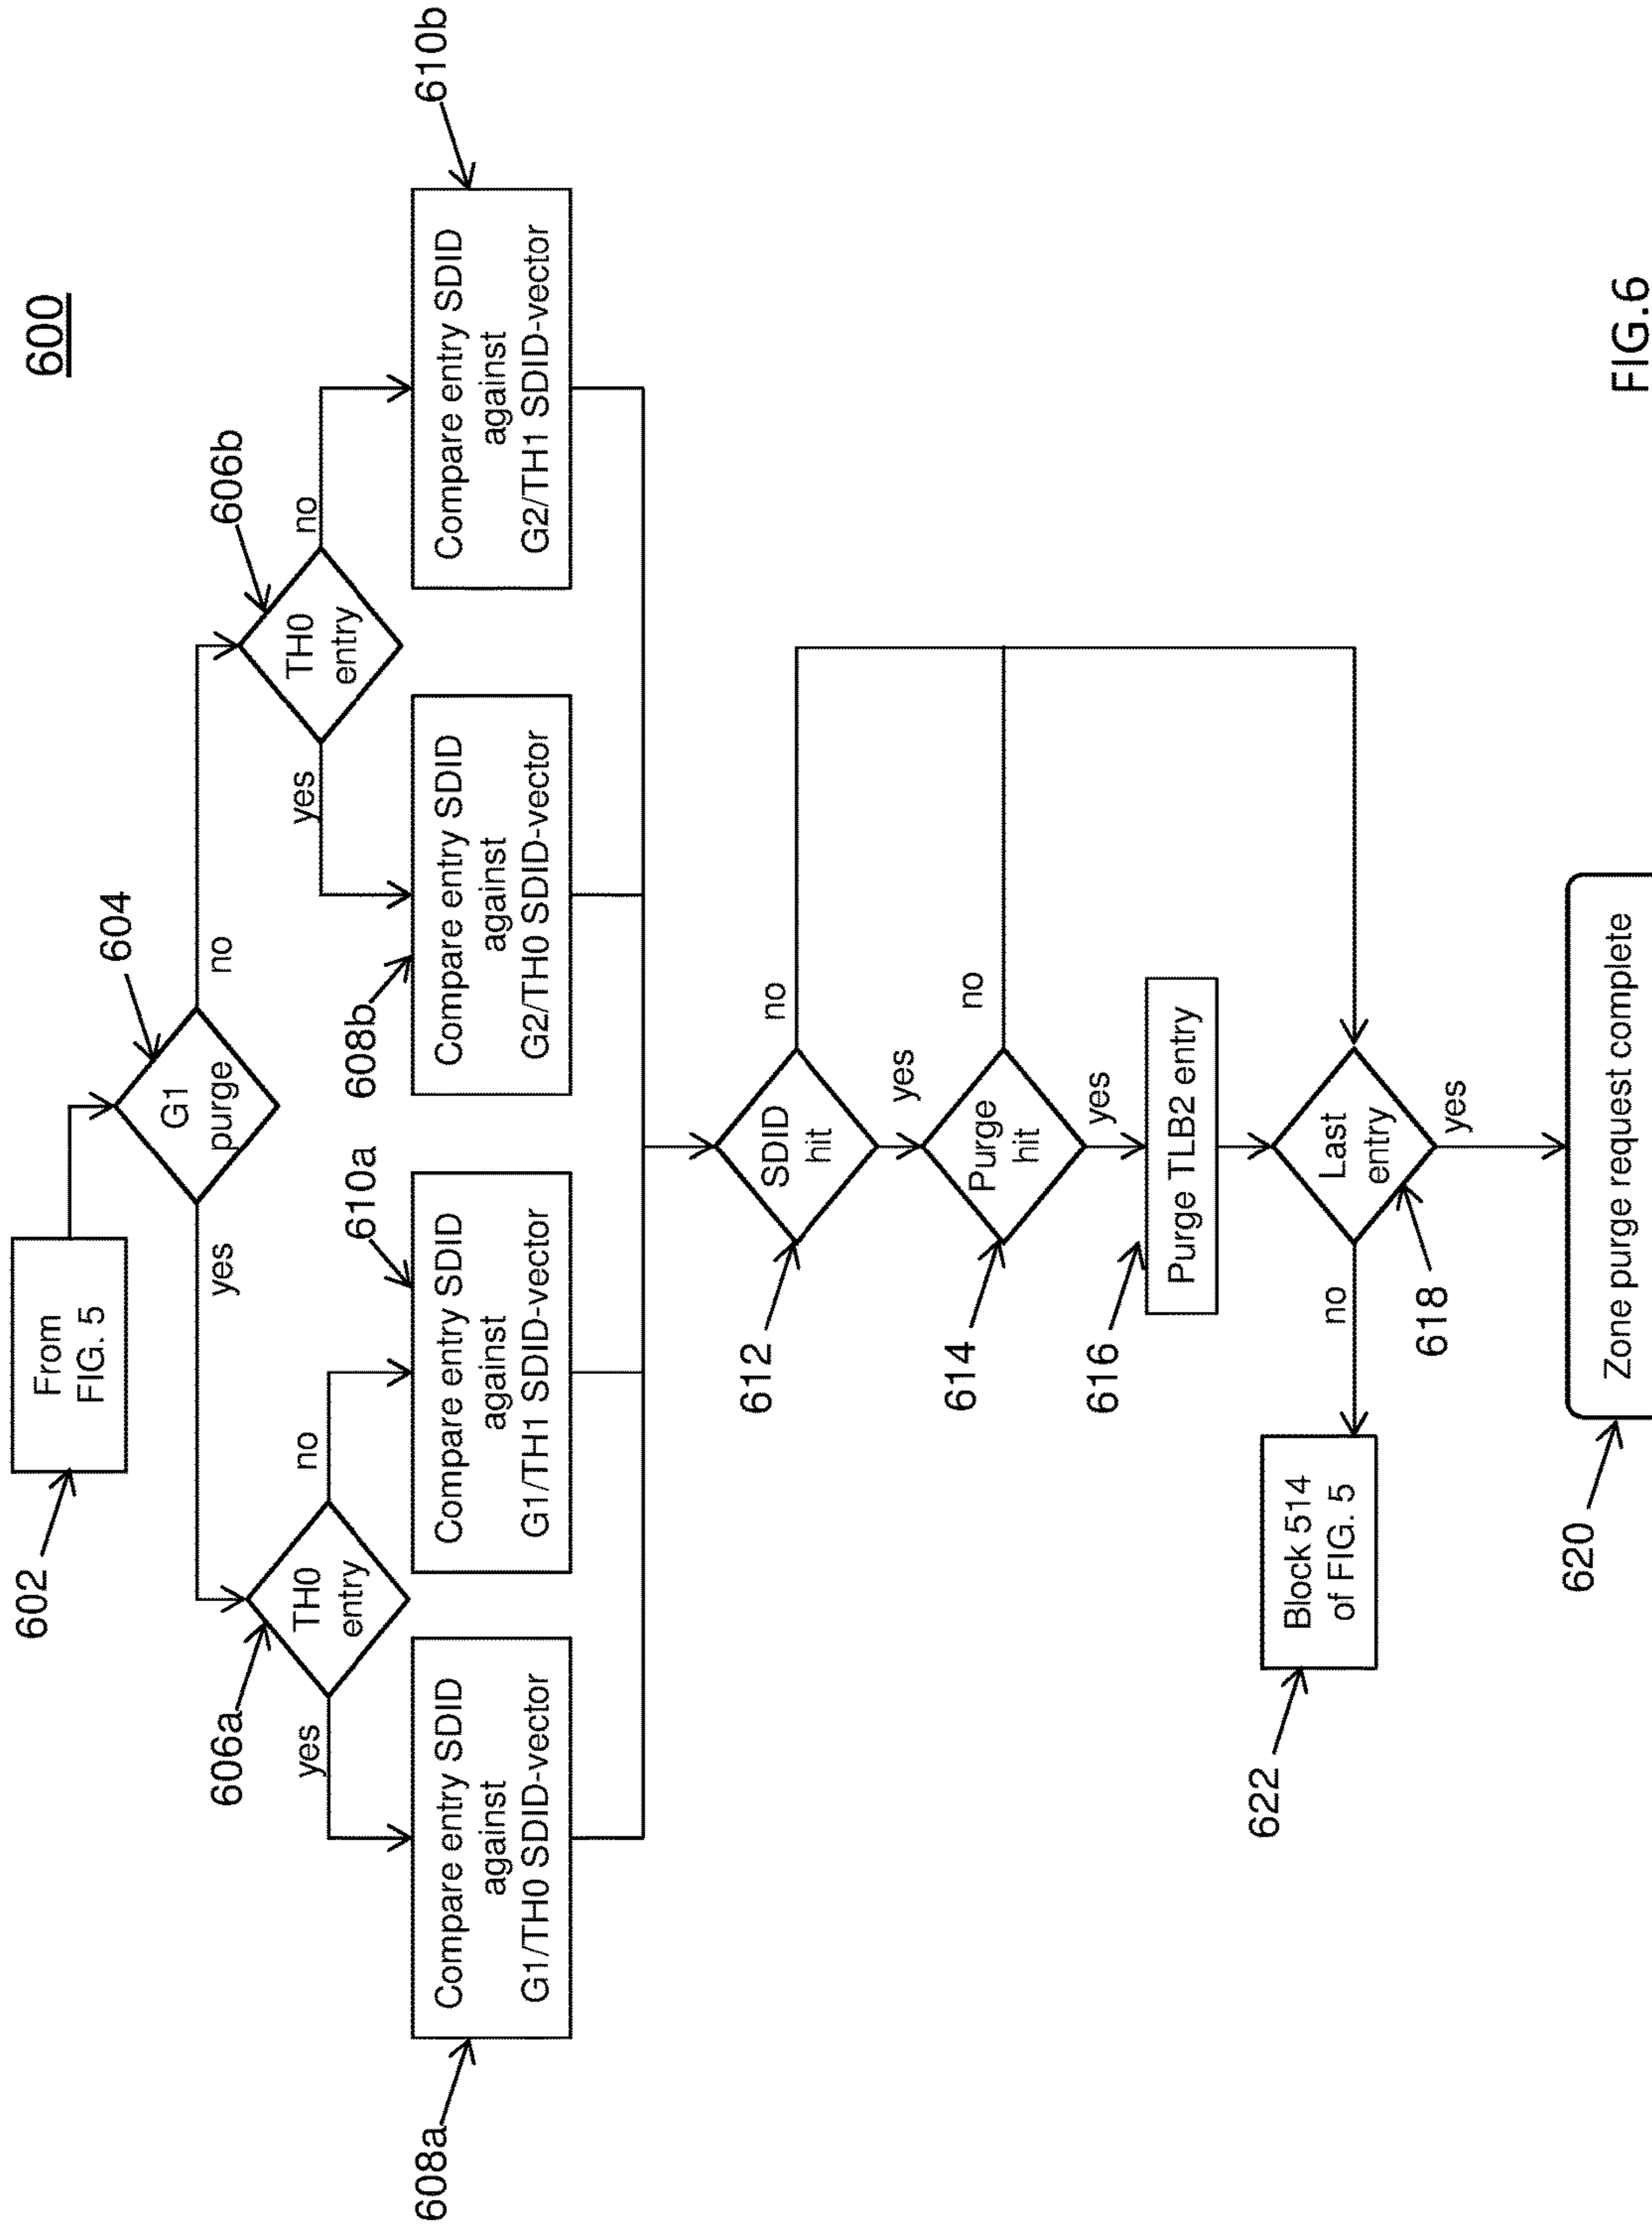 600
602
From
FIG. 5
604
G1
purge
yes
no
606a
TH0
entry
yes
no
606b
TH0
entry
yes
no
608a
Compare entry SDID
against
G1/TH0 SDID-vector
610a
Compare entry SDID
against
G1/TH1 SDID-vector
608b
Compare entry SDID
against
G2/TH0 SDID-vector
610b
Compare entry SDID
against
G2/TH1 SDID-vector
612
SDID
hit
no
yes
614
Purge
hit
no
yes
616
Purge TLB2 entry
618
Last
entry
no
yes
622
Block 514
of FIG. 5
620
Zone purge request complete
FIG.6